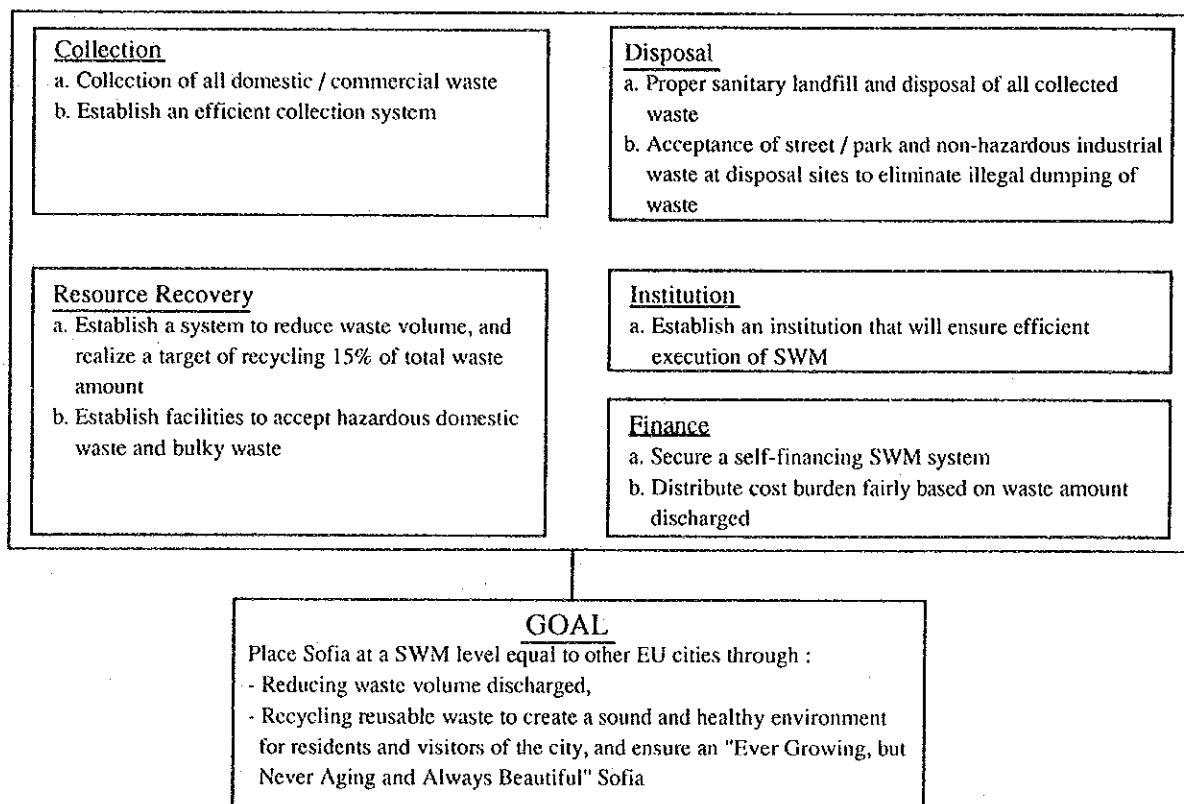 Collection
a. Collection of all domestic / commercial waste
b. Establish an efficient collection system
Disposal
a. Proper sanitary landfill and disposal of all collected
waste
b. Acceptance of street / park and non-hazardous industrial
waste at disposal sites to eliminate illegal dumping of
waste
Resource Recovery
a. Establish a system to reduce waste volume, and
realize a target of recycling 15% of total waste
amount
b. Establish facilities to accept hazardous domestic
waste and bulky waste
Institution
a. Establish an institution that will ensure efficient
execution of SWM
Finance
a. Secure a self-financing SWM system
b. Distribute cost burden fairly based on waste amount
discharged
GOAL
Place Sofia at a SWM level equal to other EU cities through :
- Reducing waste volume discharged,
- Recycling reusable waste to create a sound and healthy environment
for residents and visitors of the city, and ensure an "Ever Growing, but
Never Aging and Always Beautiful" Sofia